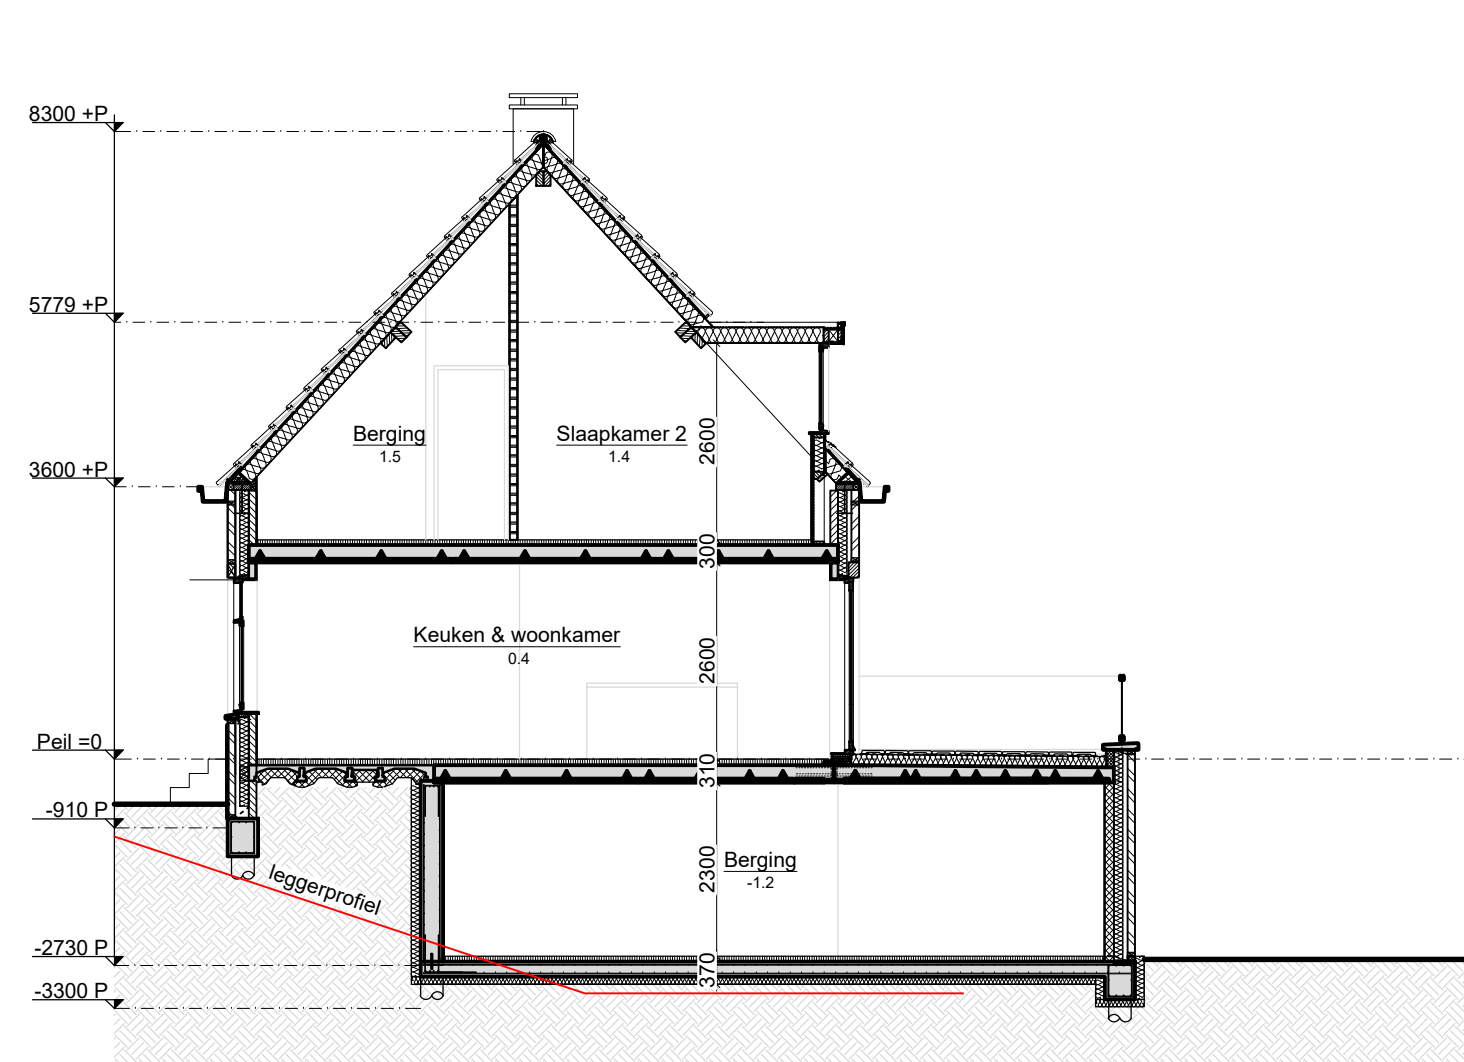 8300 +P
5779 +P
Berging
1.5
Slaapkamer 2
1.4
2600
3600 +P
300
Keuken & woonkamer
0.4
2600
Peil =0
310
-910 P
leggerprofiel
2300
Berging
-1.2
-2730 P
370
-3300 P